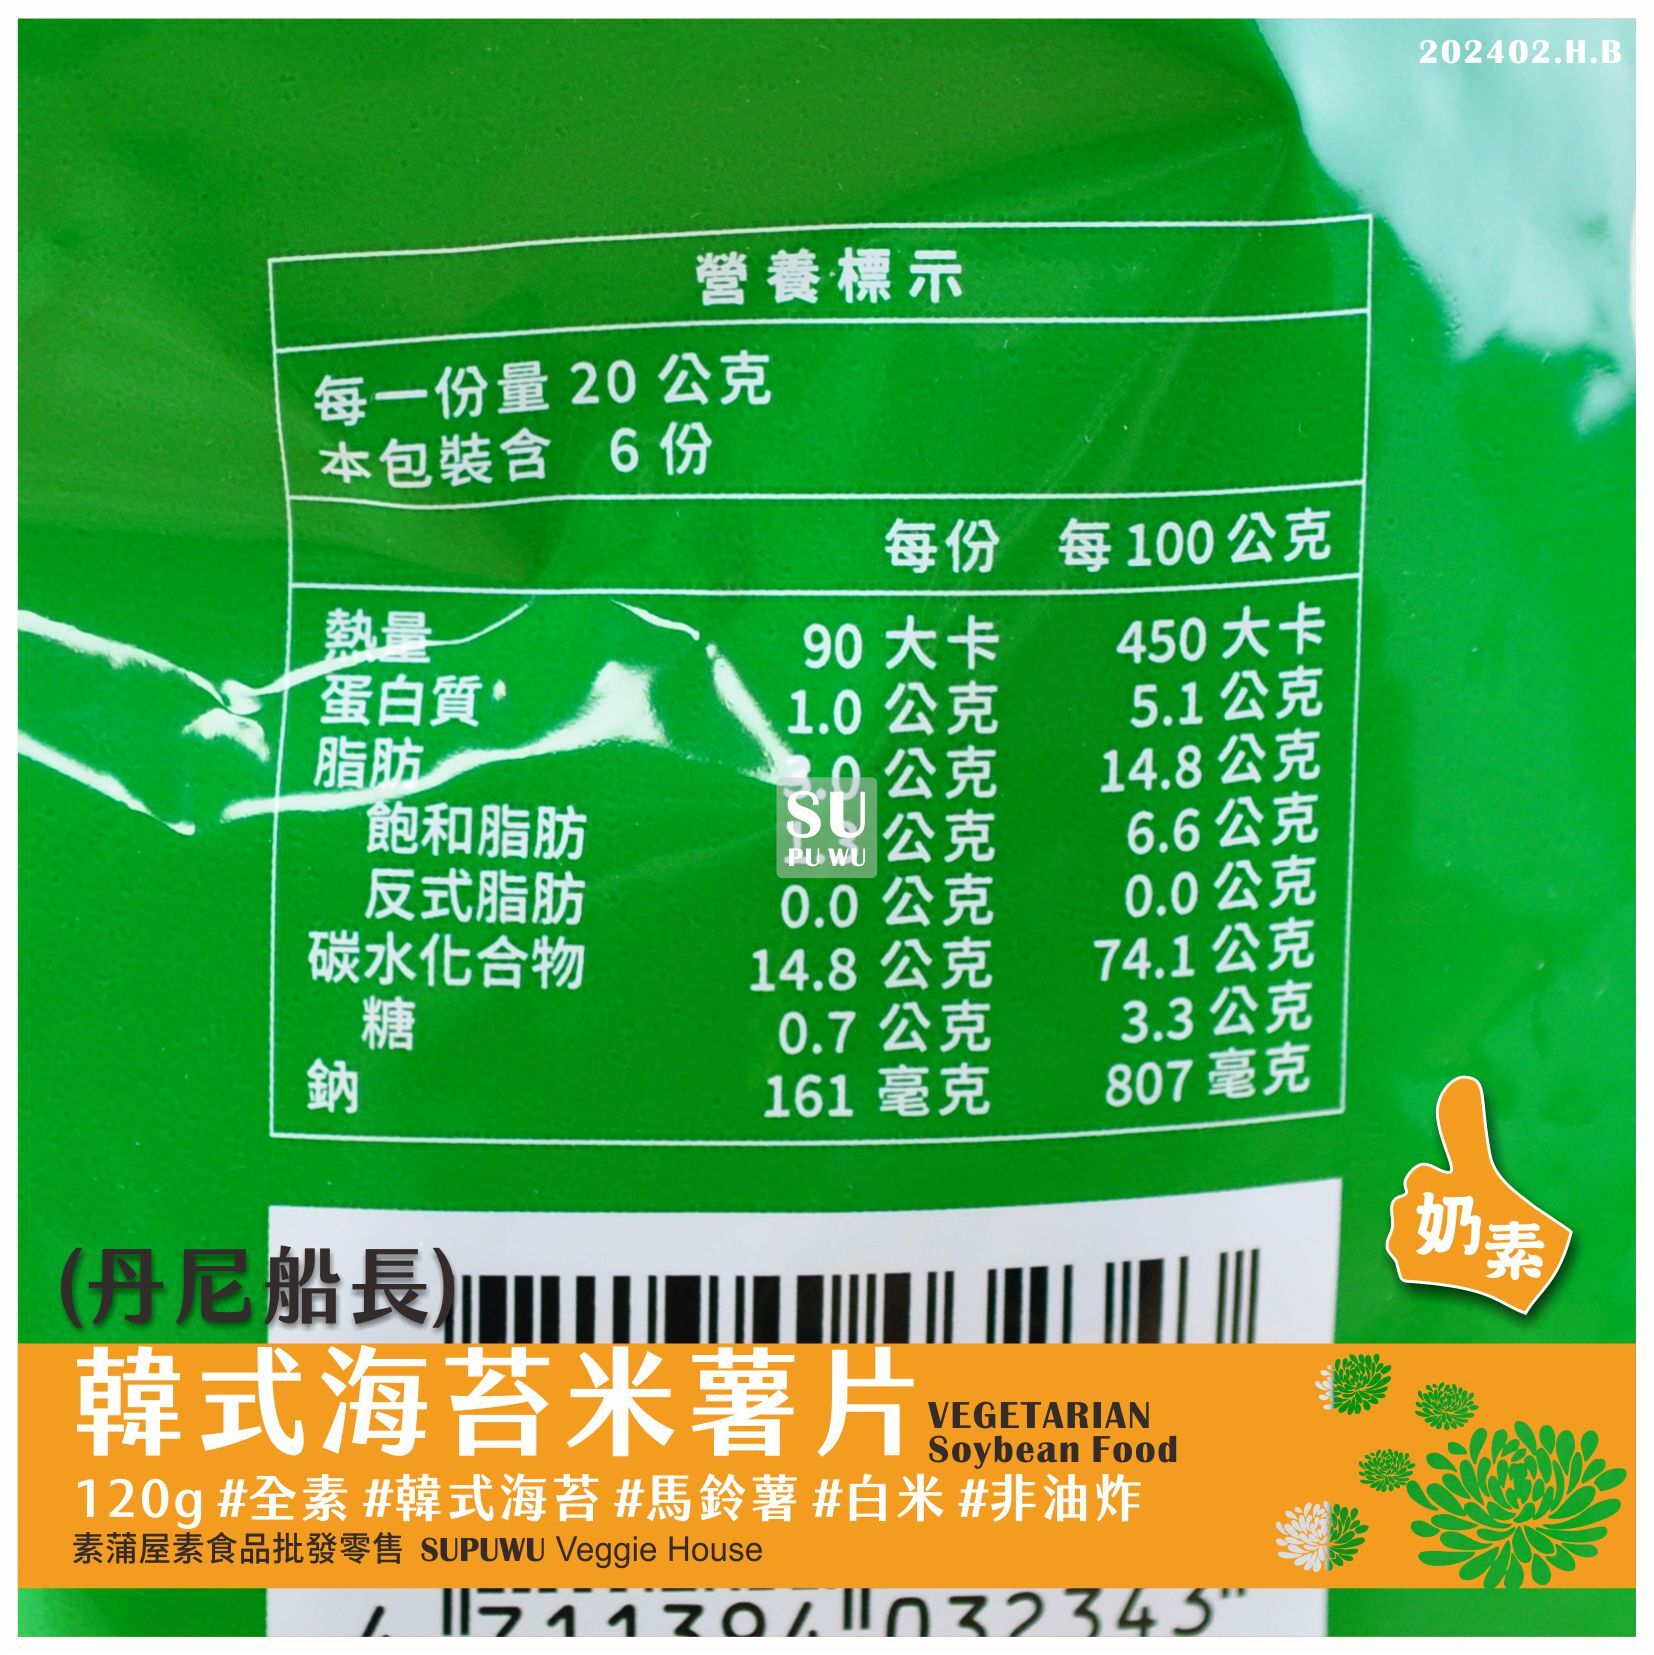 202402.H.B
營養標示
每一份量 20 公克
本包裝含 6 份
每份 每 100 公克
熱量 90 大卡 450 大卡
蛋白質 1.0 公克 5.1 公克
脂肪 3.0 公克 14.8 公克
飽和脂肪 1.3 公克 6.6 公克
反式脂肪 0.0 公克 0.0 公克
碳水化合物 14.8 公克 74.1 公克
糖 0.7 公克 3.3 公克
鈉 161 毫克 807 毫克
SU
PU WU
奶素
(丹尼船長)
韓式海苔米薯片
VEGETARIAN
Soybean Food
120g #全素 #韓式海苔 #馬鈴薯 #白米 #非油炸
素蒲屋素食品批發零售 SUPUWU Veggie House
4 711394 032343